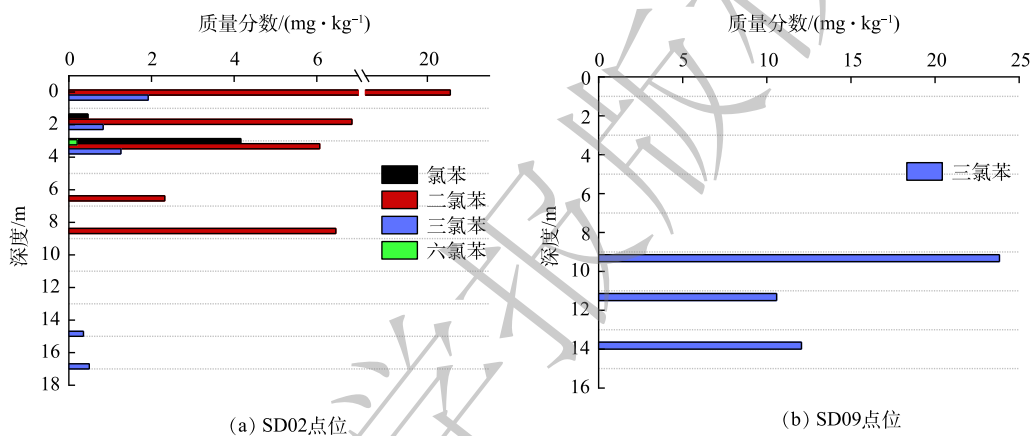 质量分数/(mg·kg⁻¹)
0 2 4 6 20
0
2
4
6
8
10
12
14
16
18
深度/m
氯苯
二氯苯
三氯苯
六氯苯
(a) SD02点位
质量分数/(mg·kg⁻¹)
0 5 10 15 20 25
0
2
4
6
8
10
12
14
16
深度/m
三氯苯
(b) SD09点位
学报版